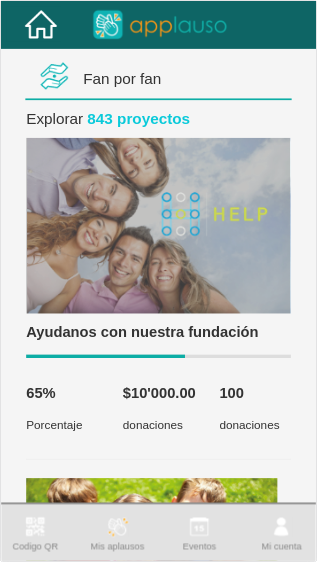 applauso
Fan por fan
Explorar 843 proyectos
HELP
Ayudanos con nuestra fundación
65% $10'000.00 100
Porcentaje donaciones donaciones
Codigo QR Mis aplausos Eventos Mi cuenta